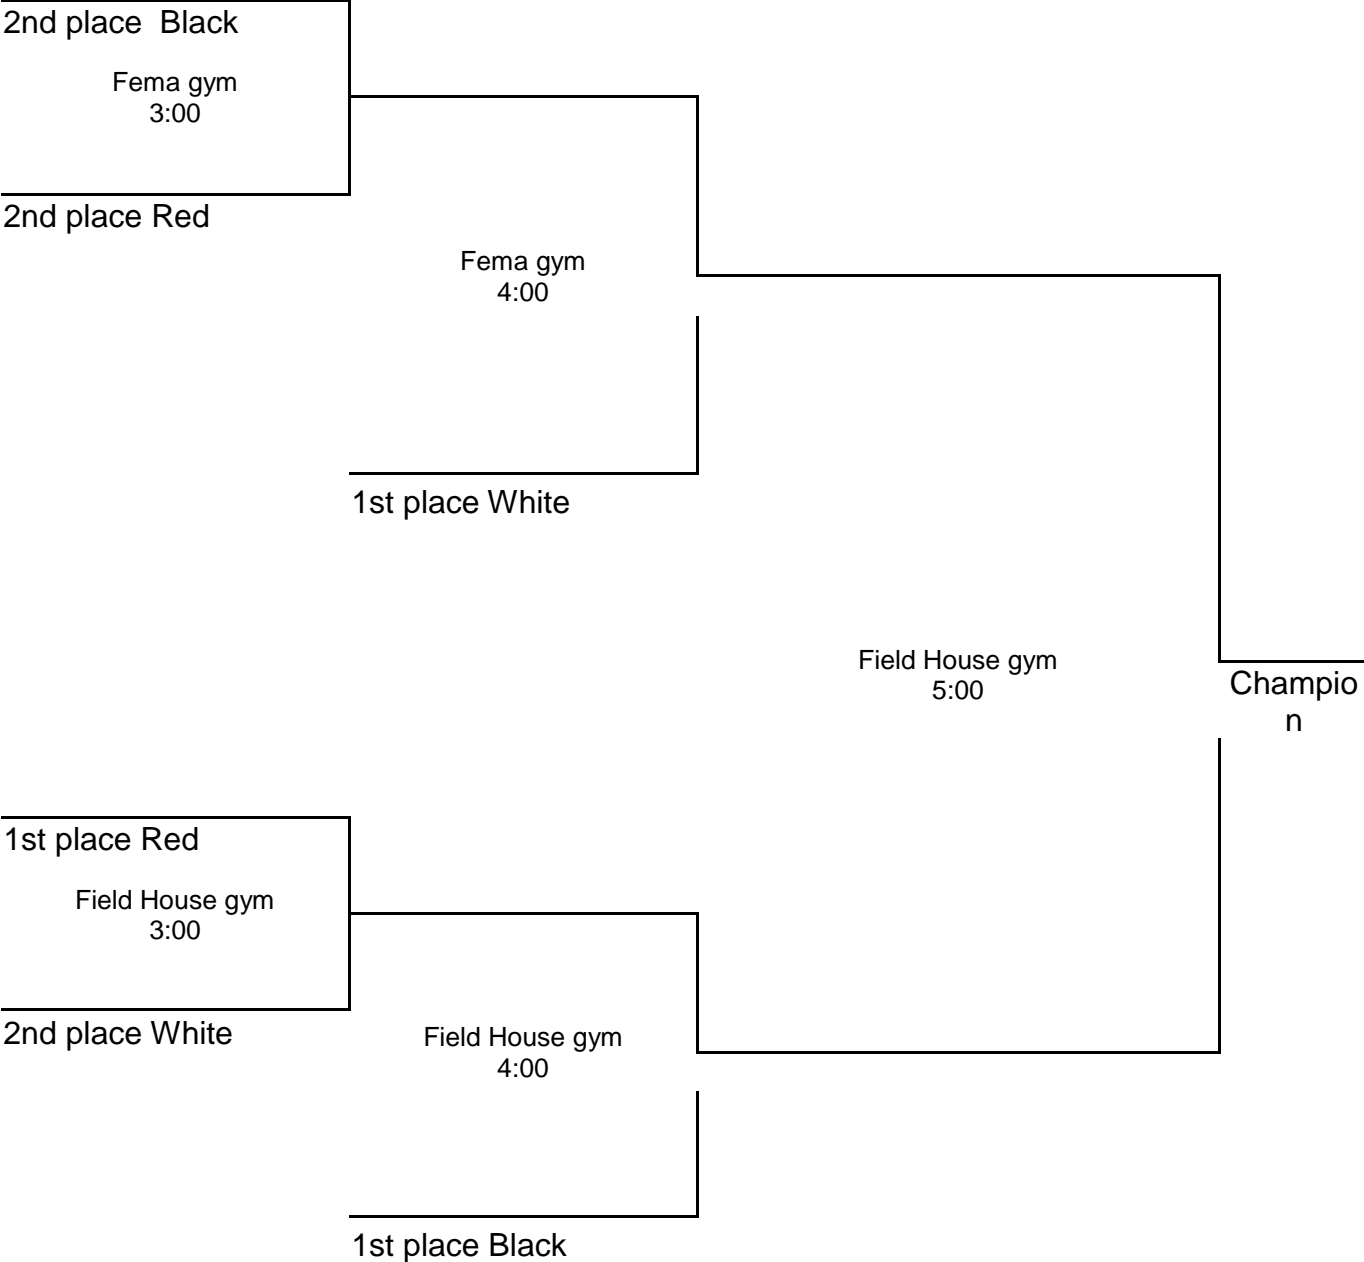 2nd place  Black
Fema gym
3:00
2nd place Red
Fema gym
4:00
1st place White
Field House gym
5:00
Champio
n
1st place Red
Field House gym
3:00
2nd place White
Field House gym
4:00
1st place Black